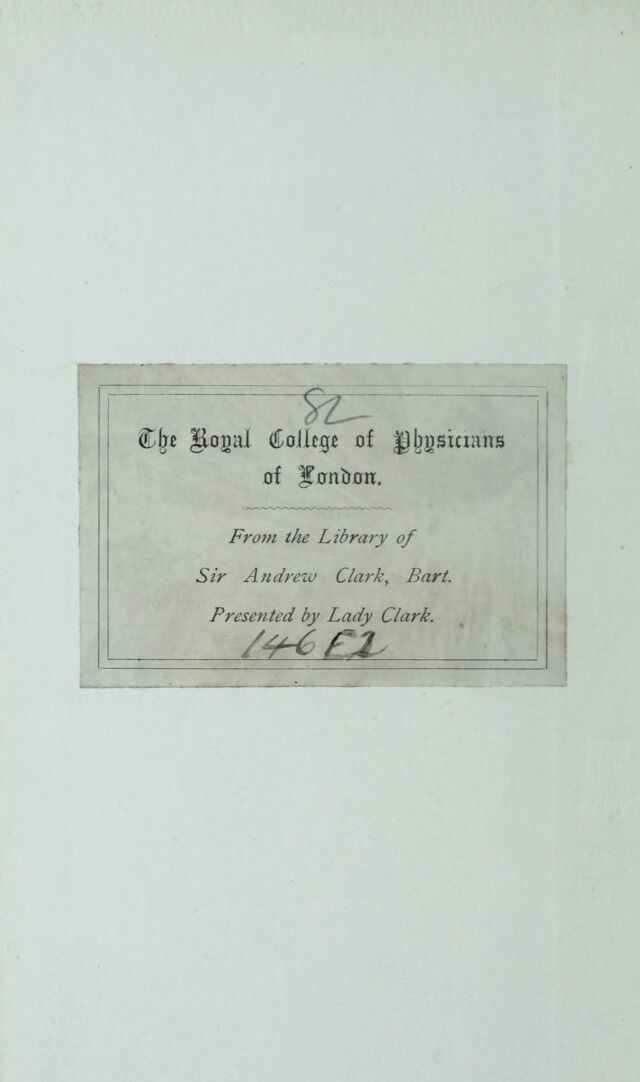 82
The Royal College of Physicians
of London.
From the Library of
Sir Andrew Clark, Bart.
Presented by Lady Clark.
146 E2